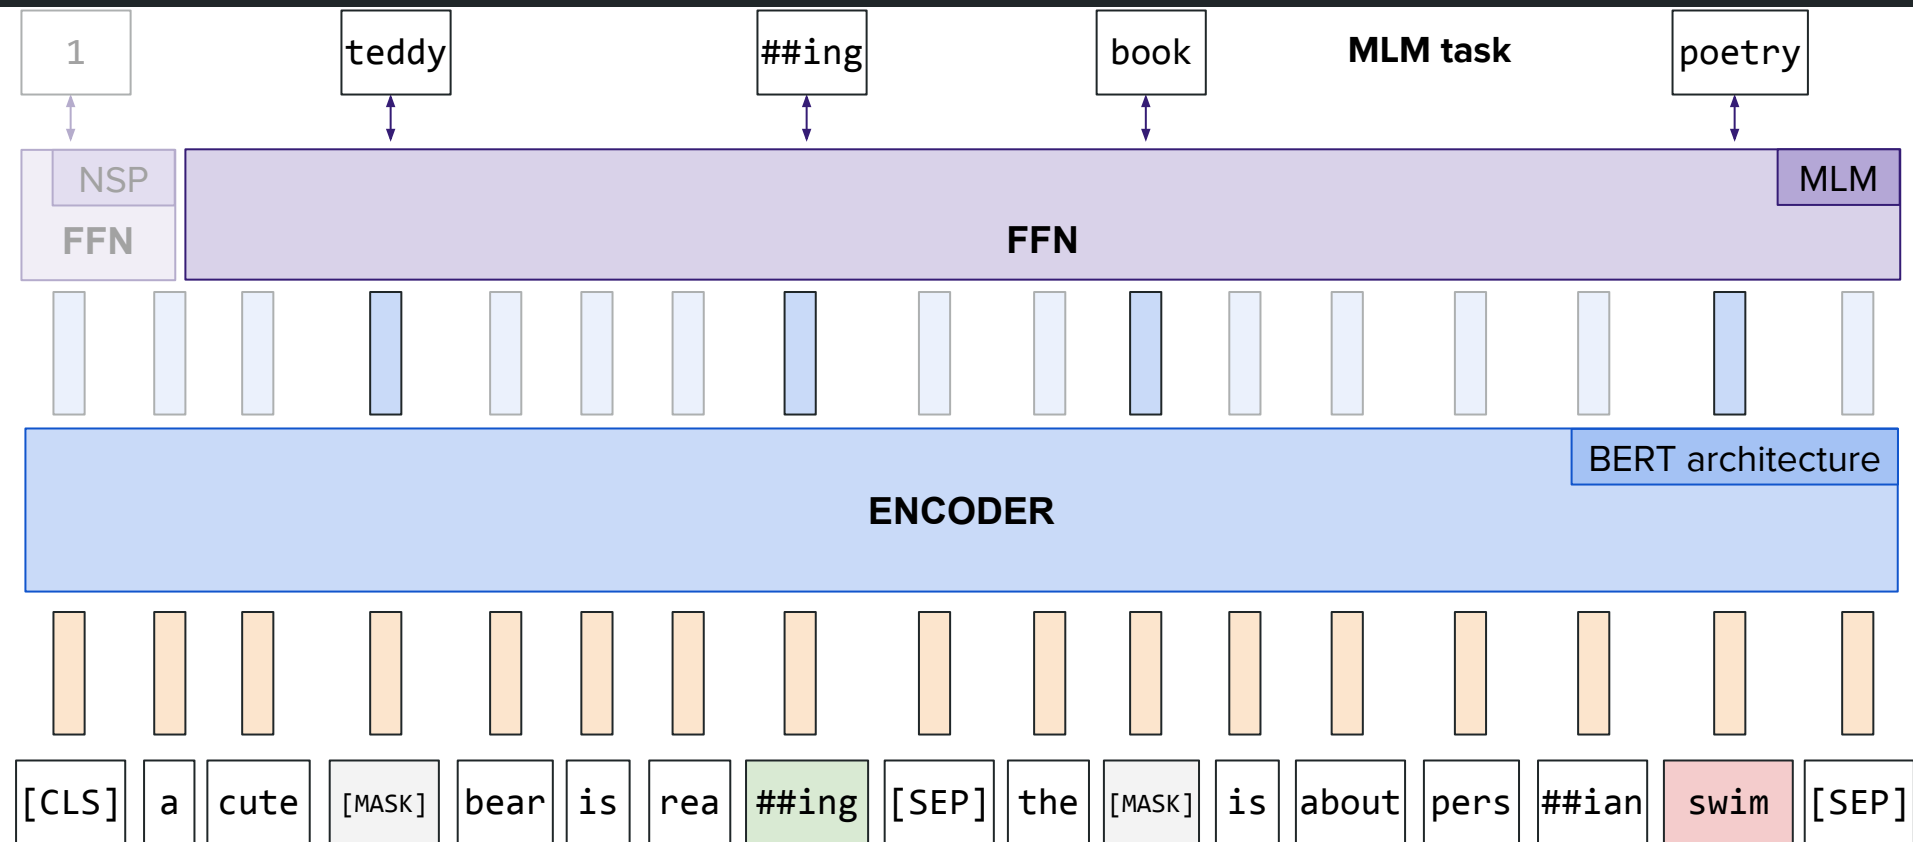 1 teddy ##ing book MLM task poetry
NSP MLM
FFN FFN
BERT architecture
ENCODER
[CLS] a cute [MASK] bear is rea ##ing [SEP] the [MASK] is about pers ##ian swim [SEP]